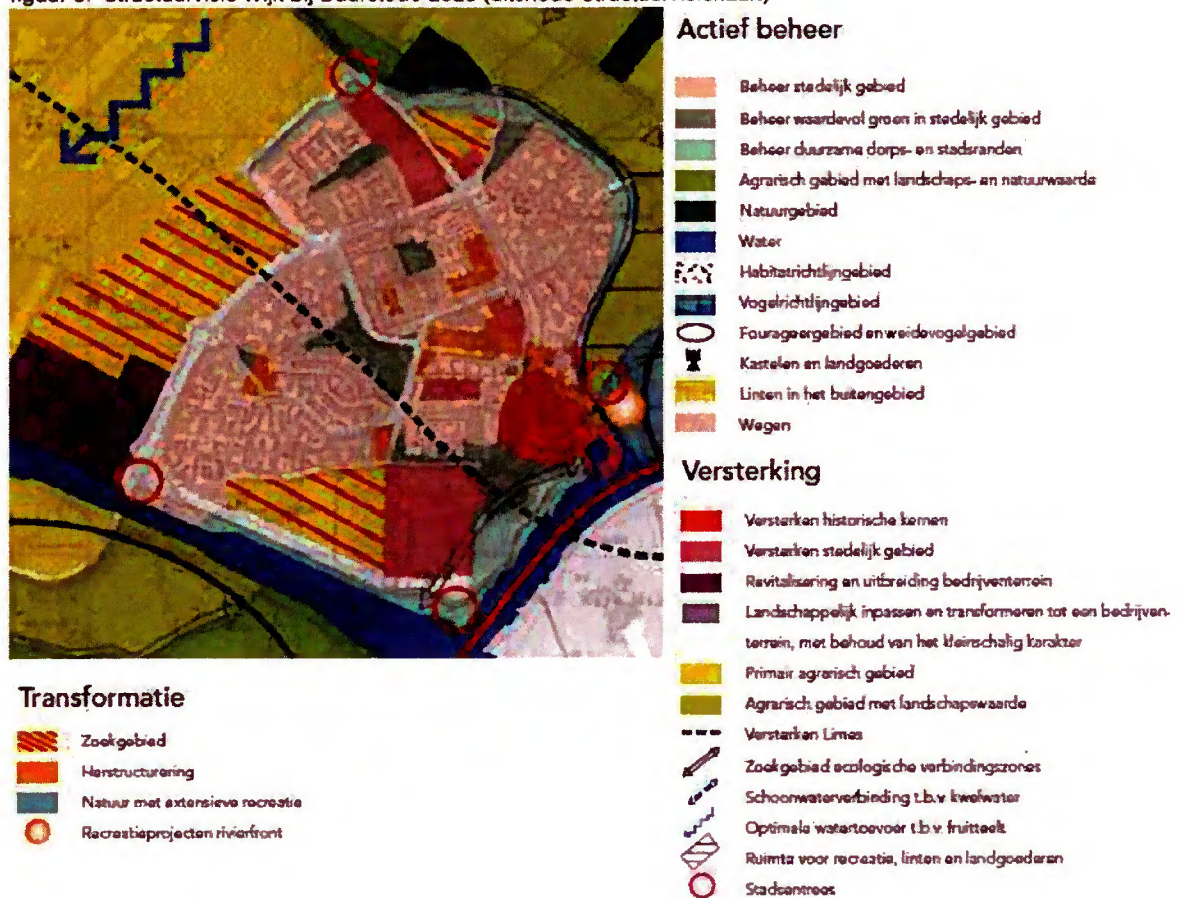 Actief beheer
Beheer stedelijk gebied
Beheer waardevol groen in stedelijk gebied
Beheer duurzame dorps- en stadsranden
Agrarisch gebied met landschaps- en natuurwaarde
Natuurgebied
Water
Habitatrichtlijngebied
Vogelrichtlijngebied
Fourageergebied en weidevogelgebied
Kastelen en landgoederen
Linten in het buitengebied
Wegen
Versterking
Versterken historische kernen
Versterken stedelijk gebied
Revitalisering en uitbreiding bedrijventerrein
Landschappelijk inpassen en transformeren tot een bedrijven-
terrein, met behoud van het kleinschalig karakter
Primair agrarisch gebied
Agrarisch gebied met landschapswaarde
Versterken Limes
Zoekgebied ecologische verbindingszones
Schoonwaterverbinding t.b.v. kwelwater
Optimale watertoevoer t.b.v. fruitteelt
Ruimte voor recreatie, linten en landgoederen
Stadsentrees
Transformatie
Zoekgebied
Herstructurering
Natuur met extensieve recreatie
Recreatieprojecten rivierfront